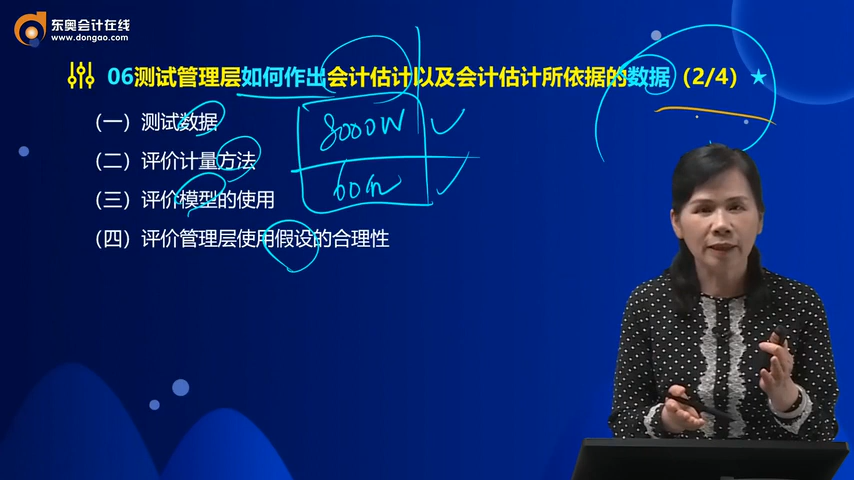 东奥会计在线
www.dongao.com
06测试管理层如何作出会计估计以及会计估计所依据的数据（2/4）★
（一）测试数据
（二）评价计量方法
（三）评价模型的使用
（四）评价管理层使用假设的合理性
8000W